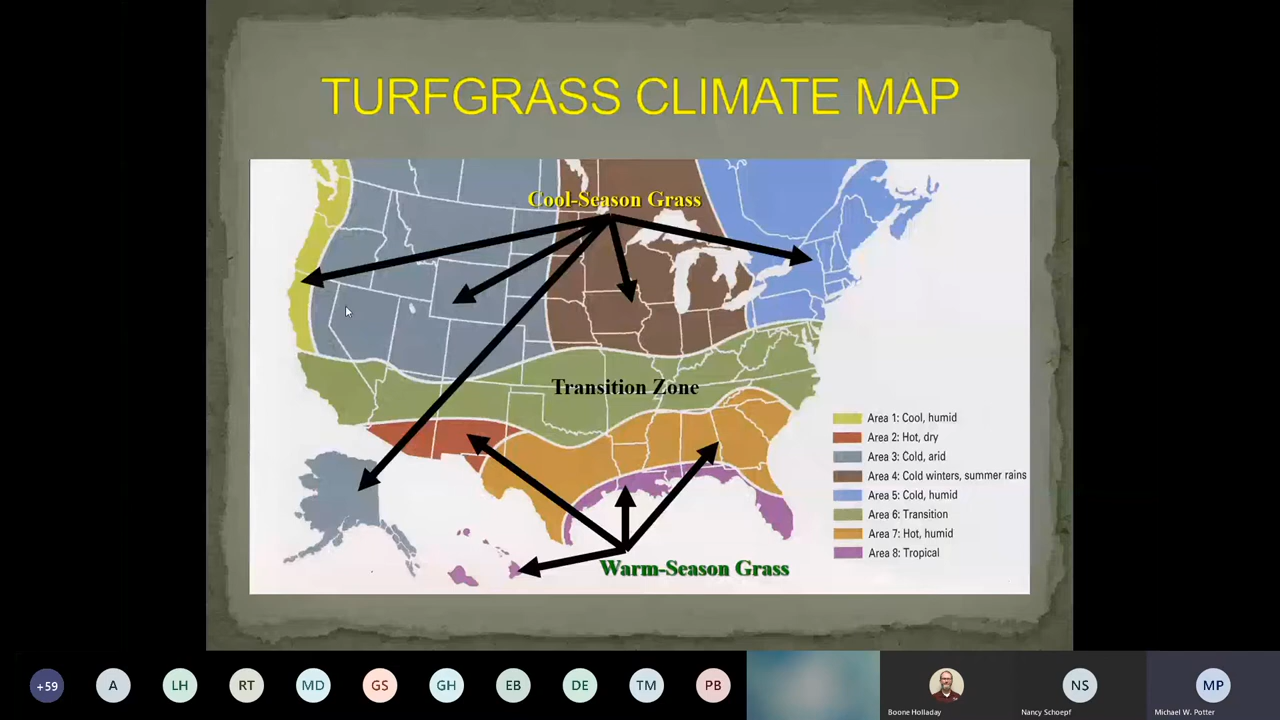 TURFGRASS CLIMATE MAP
Cool-Season Grass
Transition Zone
Warm-Season Grass
Area 1: Cool, humid
Area 2: Hot, dry
Area 3: Cold, arid
Area 4: Cold winters, summer rains
Area 5: Cold, humid
Area 6: Transition
Area 7: Hot, humid
Area 8: Tropical
+59
A
LH
RT
MD
GS
GH
EB
DE
TM
PB
Boone Holladay
NS
Nancy Schoepf
MP
Michael W. Potter